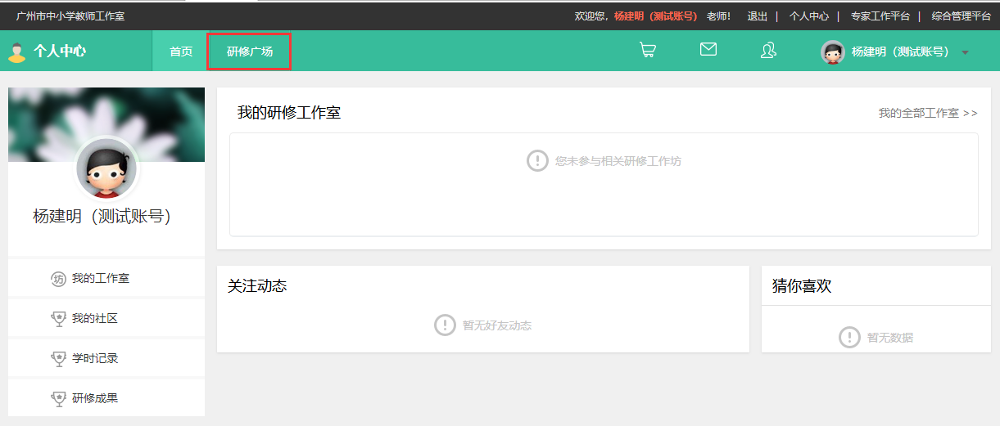 广州市中小学教师工作室
欢迎您，杨建明（测试账号） 老师！ 退出 | 个人中心 | 专家工作平台 | 综合管理平台
个人中心 首页 研修广场 杨建明（测试账号）
杨建明（测试账号）
坊 我的工作室
我的社区
学时记录
研修成果
我的研修工作室 我的全部工作室 >>
您未参与相关研修工作坊
关注动态
暂无好友动态
猜你喜欢
暂无数据